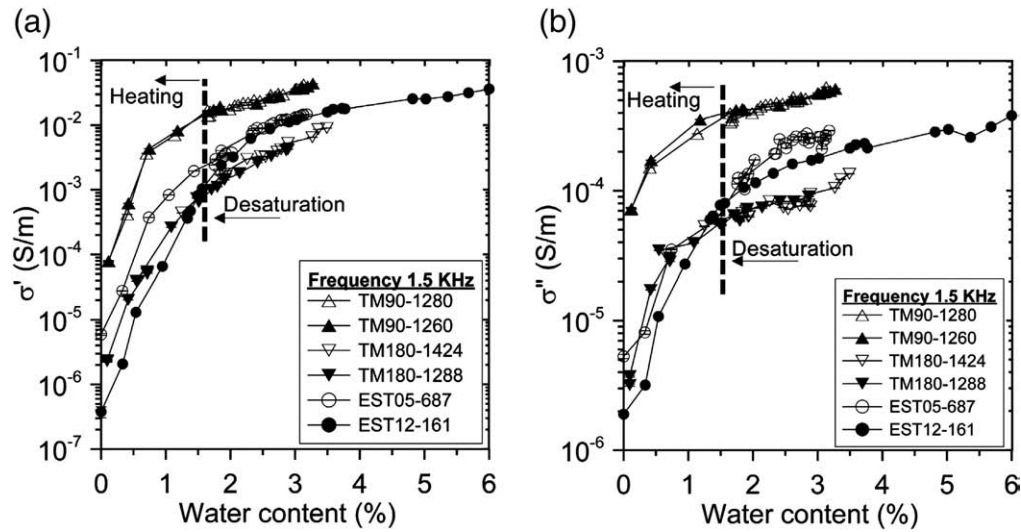 (a)
10⁻¹
10⁻²
10⁻³
10⁻⁴
10⁻⁵
10⁻⁶
10⁻⁷
σ' (S/m)
Heating
Desaturation
Frequency 1.5 KHz
TM90-1280
TM90-1260
TM180-1424
TM180-1288
EST05-687
EST12-161
0 1 2 3 4 5 6
Water content (%)
(b)
10⁻³
10⁻⁴
10⁻⁵
10⁻⁶
σ" (S/m)
Heating
Desaturation
Frequency 1.5 KHz
TM90-1280
TM90-1260
TM180-1424
TM180-1288
EST05-687
EST12-161
0 1 2 3 4 5 6
Water content (%)